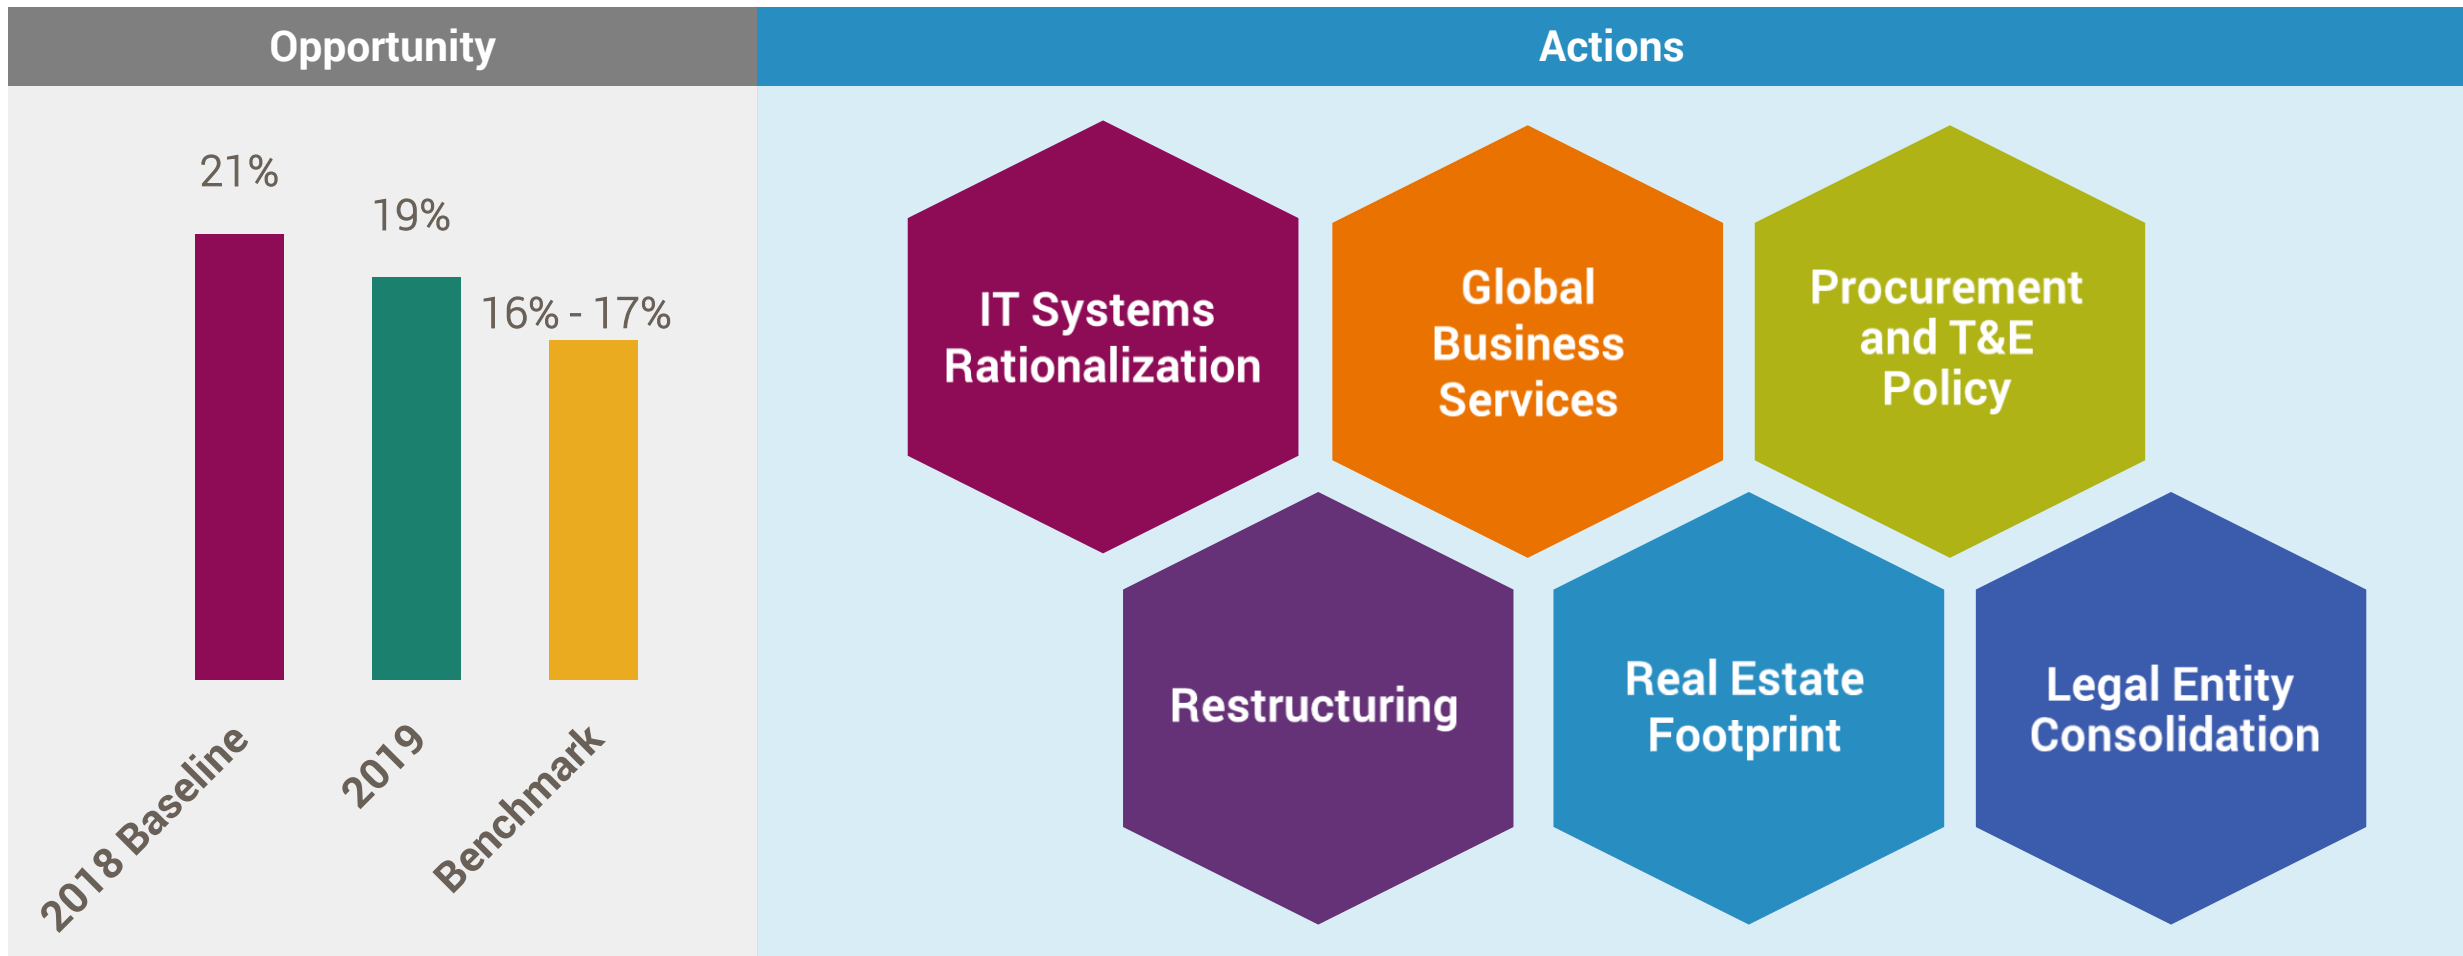 Opportunity
21%
19%
16% - 17%
2018 Baseline
2019
Benchmark
Actions
IT Systems
Rationalization
Global
Business
Services
Procurement
and T&E
Policy
Restructuring
Real Estate
Footprint
Legal Entity
Consolidation